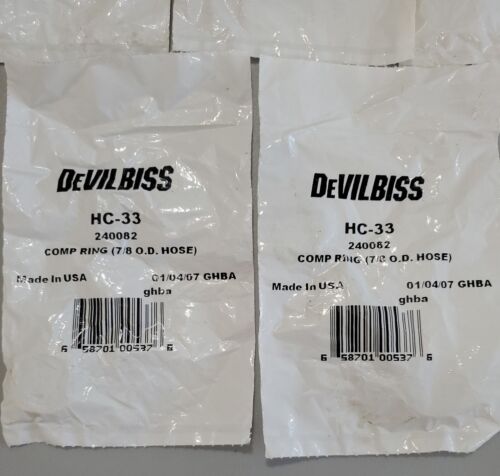 DeVILBISS
HC-33
240082
COMP RING (7/8 O.D. HOSE)
Made In USA 01/04/07 GHBA
ghba
6 58701 00537 6
DeVILBISS
HC-33
240082
COMP RING (7/8 O.D. HOSE)
Made In USA 01/04/07 GHBA
ghba
6 58701 00537 6